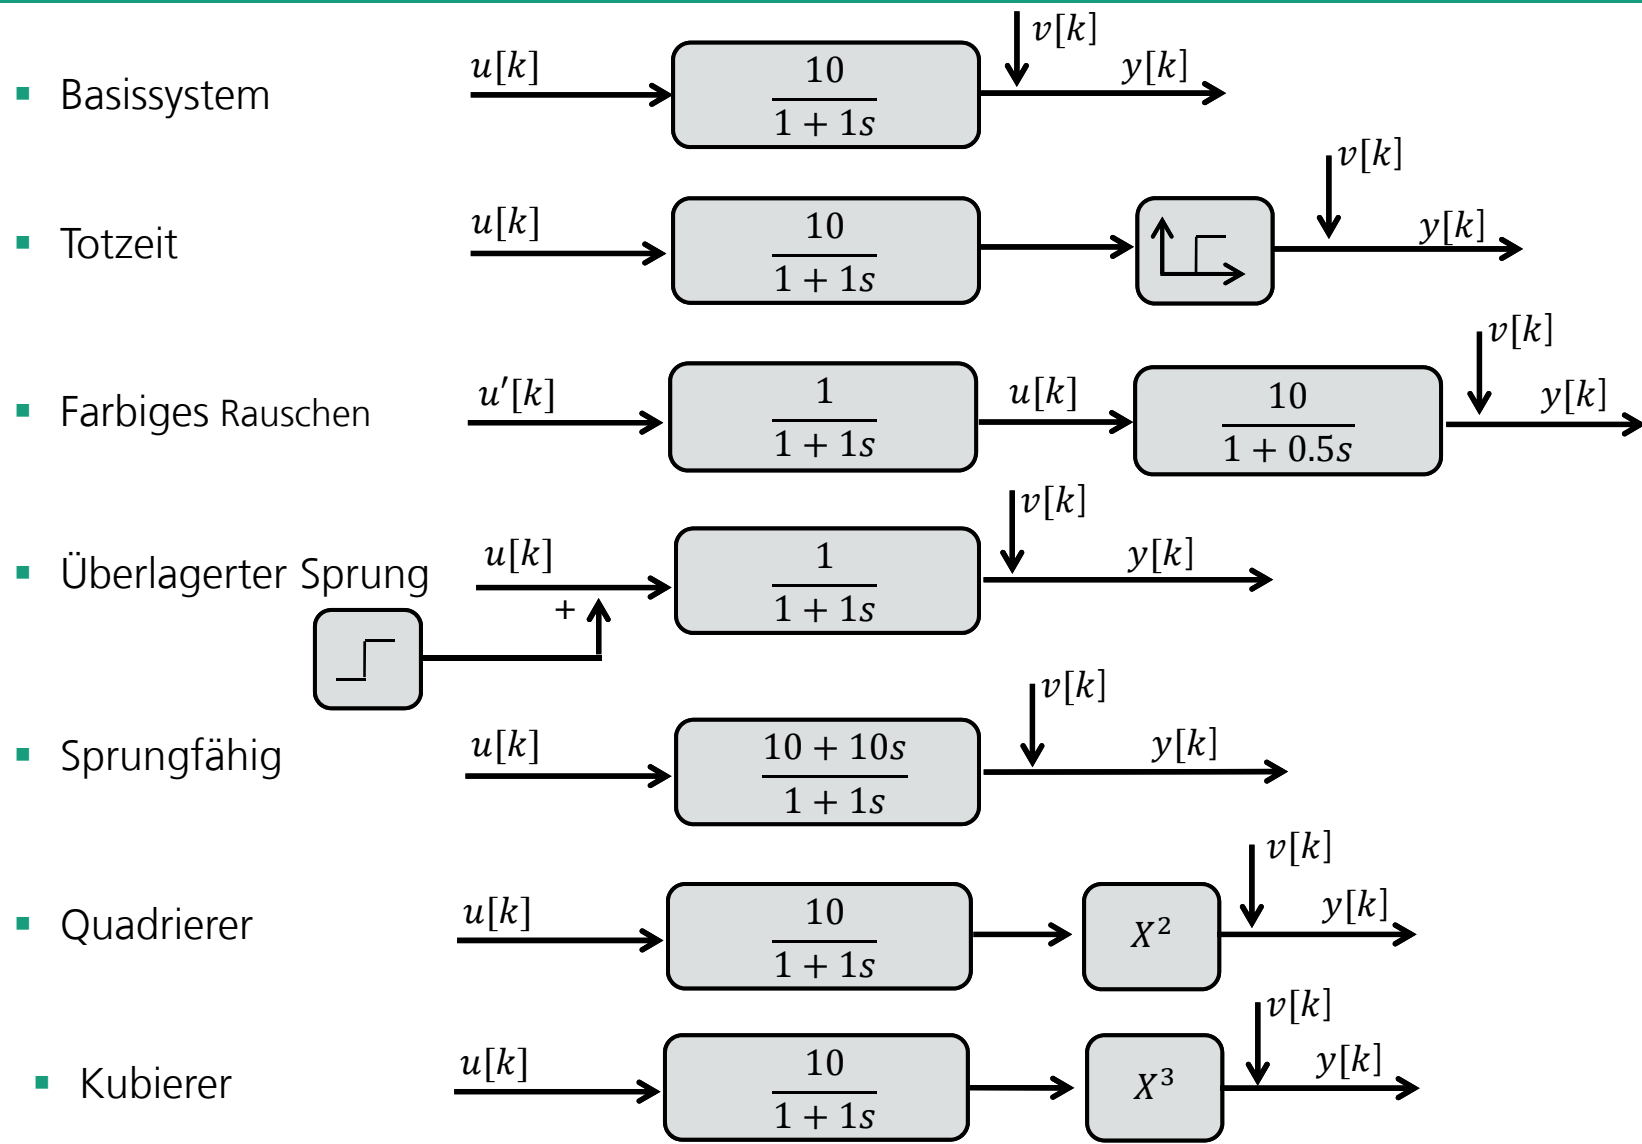 Basissystem
u[k]
10
1 + 1s
v[k]
y[k]
Totzeit
u[k]
10
1 + 1s
v[k]
y[k]
Farbiges Rauschen
u′[k]
1
1 + 1s
u[k]
10
1 + 0.5s
v[k]
y[k]
Überlagerter Sprung
u[k]
+
1
1 + 1s
v[k]
y[k]
Sprungfähig
u[k]
10 + 10s
1 + 1s
v[k]
y[k]
Quadrierer
u[k]
10
1 + 1s
X²
v[k]
y[k]
Kubierer
u[k]
10
1 + 1s
X³
v[k]
y[k]